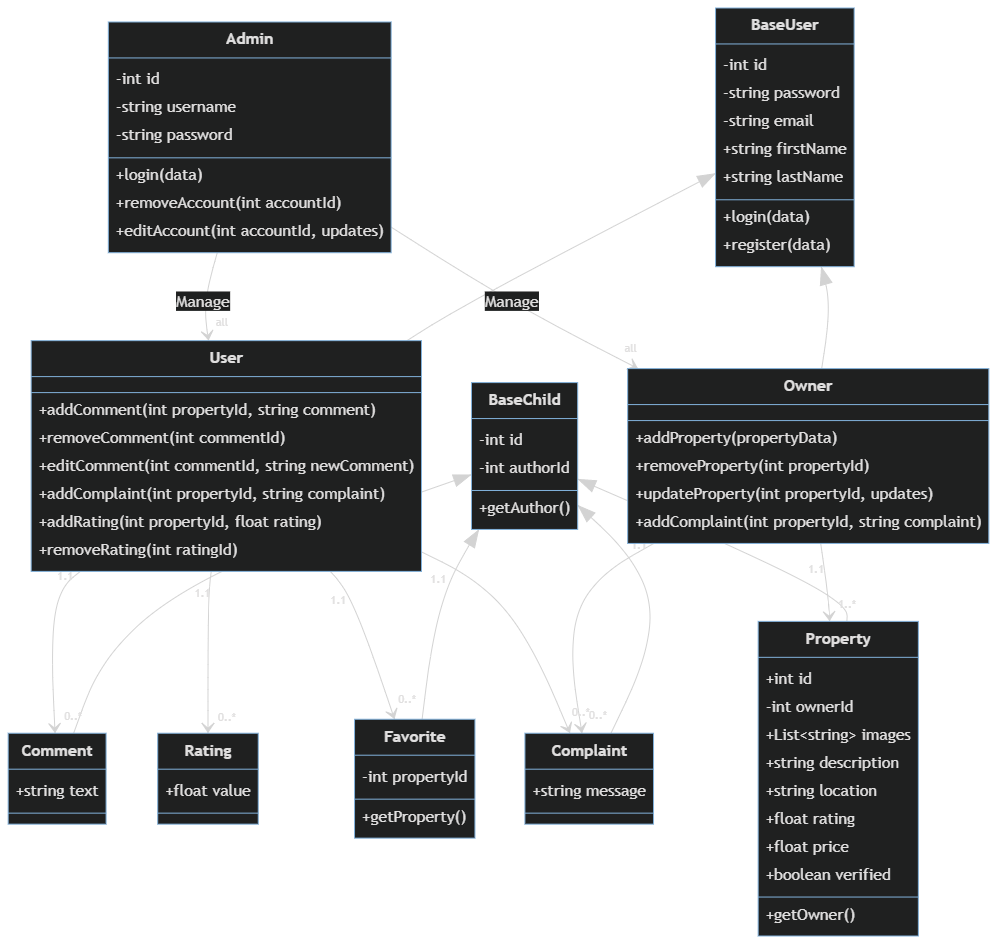 Admin
-int id
-string username
-string password
+login(data)
+removeAccount(int accountId)
+editAccount(int accountId, updates)
BaseUser
-int id
-string password
-string email
+string firstName
+string lastName
+login(data)
+register(data)
Manage
all
Manage
all
User
+addComment(int propertyId, string comment)
+removeComment(int commentId)
+editComment(int commentId, string newComment)
+addComplaint(int propertyId, string complaint)
+addRating(int propertyId, float rating)
+removeRating(int ratingId)
BaseChild
-int id
-int authorId
+getAuthor()
Owner
+addProperty(propertyData)
+removeProperty(int propertyId)
+updateProperty(int propertyId, updates)
+addComplaint(int propertyId, string complaint)
1.1
1.1
1.1
1.1
1.1
1.1
0..*
0..*
0..*
0..*
0..*
1..*
Comment
+string text
Rating
+float value
Favorite
-int propertyId
+getProperty()
Complaint
+string message
Property
+int id
-int ownerId
+List<string> images
+string description
+string location
+float rating
+float price
+boolean verified
+getOwner()